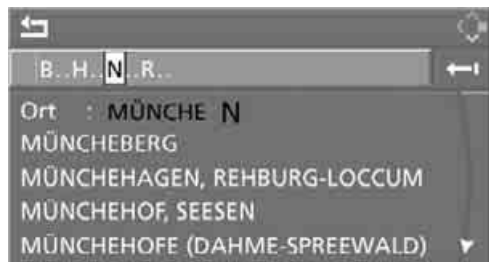 B..H..N..R..
Ort : MÜNCHE N
MÜNCHEBERG
MÜNCHEHAGEN, REHBURG-LOCCUM
MÜNCHEHOF, SEESEN
MÜNCHEHOFE (DAHME-SPREEWALD)